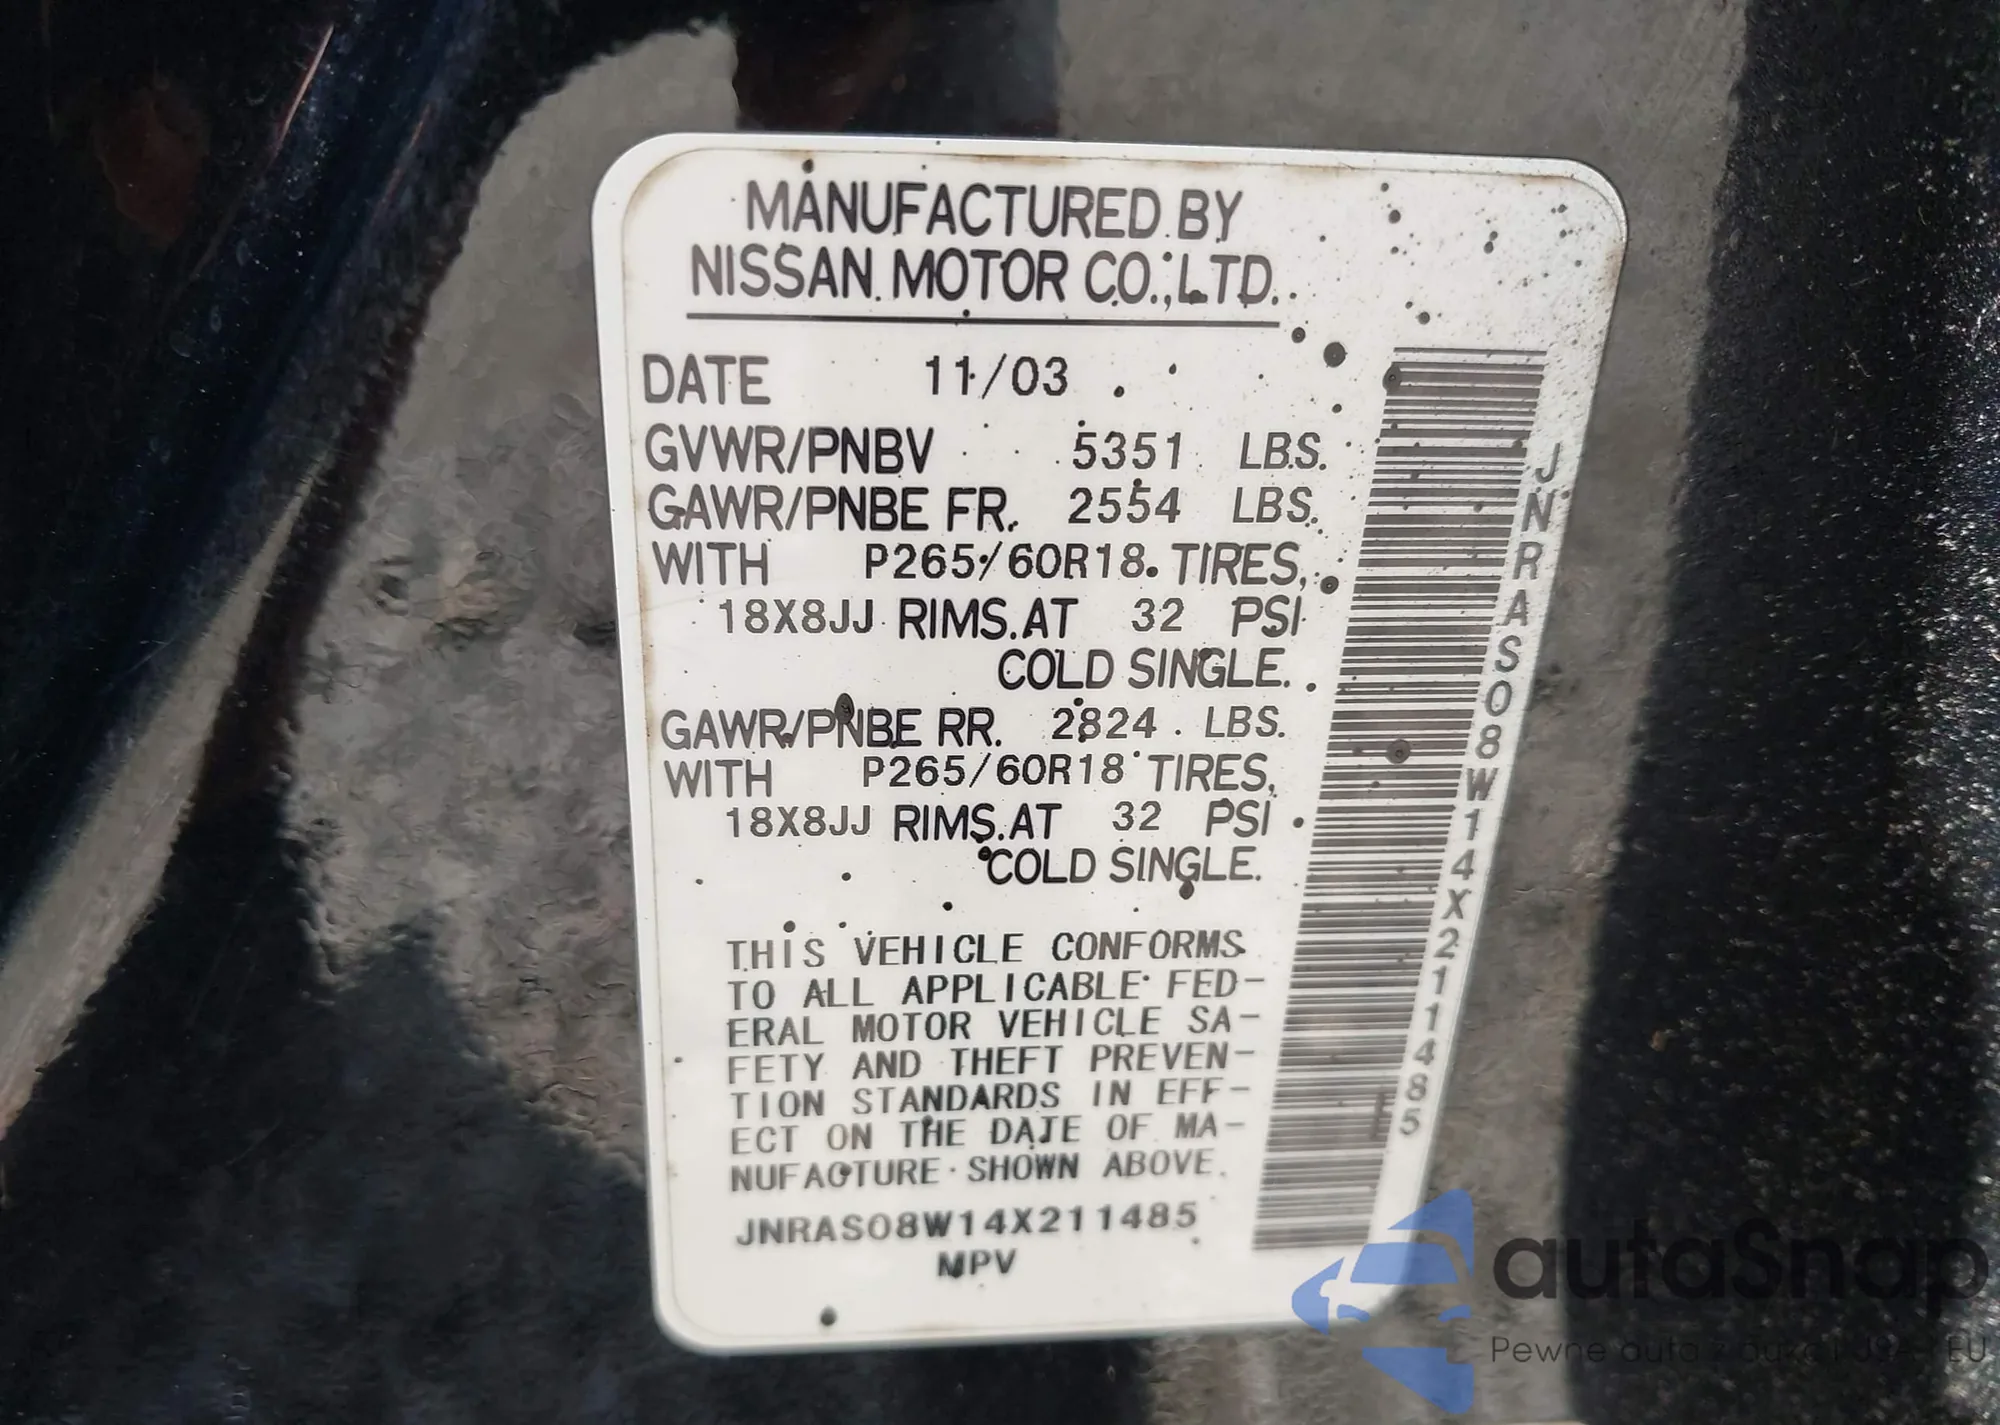 MANUFACTURED BY
NISSAN MOTOR CO., LTD.
DATE 11/03
GVWR/PNBV 5351 LBS.
GAWR/PNBE FR. 2554 LBS.
WITH P265/60R18 TIRES,
18X8JJ RIMS.AT 32 PSI
COLD SINGLE.
GAWR/PNBE RR. 2824 LBS.
WITH P265/60R18 TIRES,
18X8JJ RIMS.AT 32 PSI
COLD SINGLE.
THIS VEHICLE CONFORMS
TO ALL APPLICABLE FED-
ERAL MOTOR VEHICLE SA-
FETY AND THEFT PREVEN-
TION STANDARDS IN EFF-
ECT ON THE DATE OF MA-
NUFACTURE SHOWN ABOVE.
JNRAS08W14X211485
MPV
JNRAS08W14X211485
autaSnap
Pewne auta z